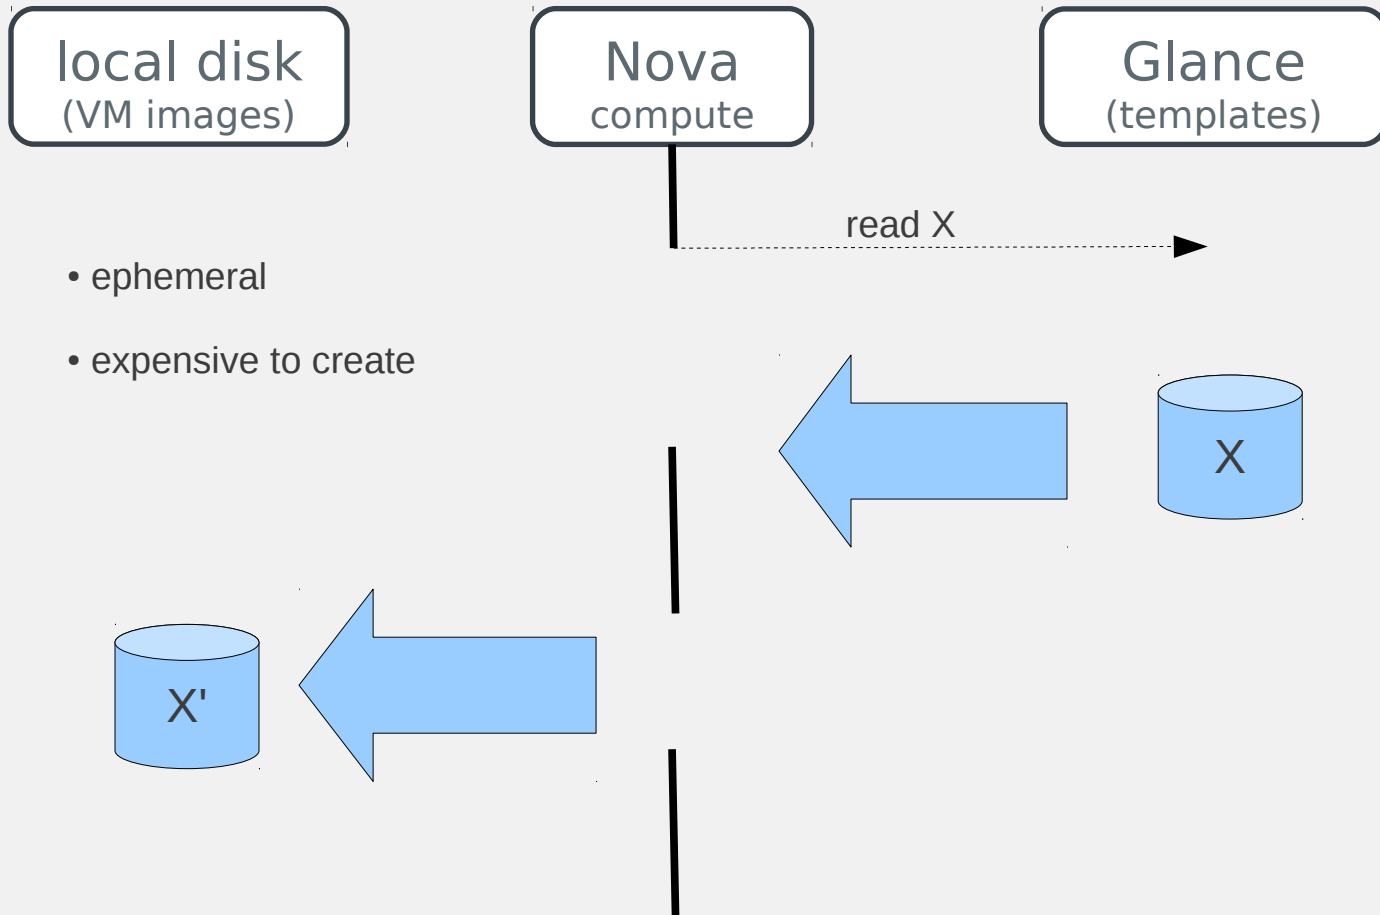 local disk
(VM images)
Nova
compute
Glance
(templates)
read X
• ephemeral
• expensive to create
X
X'